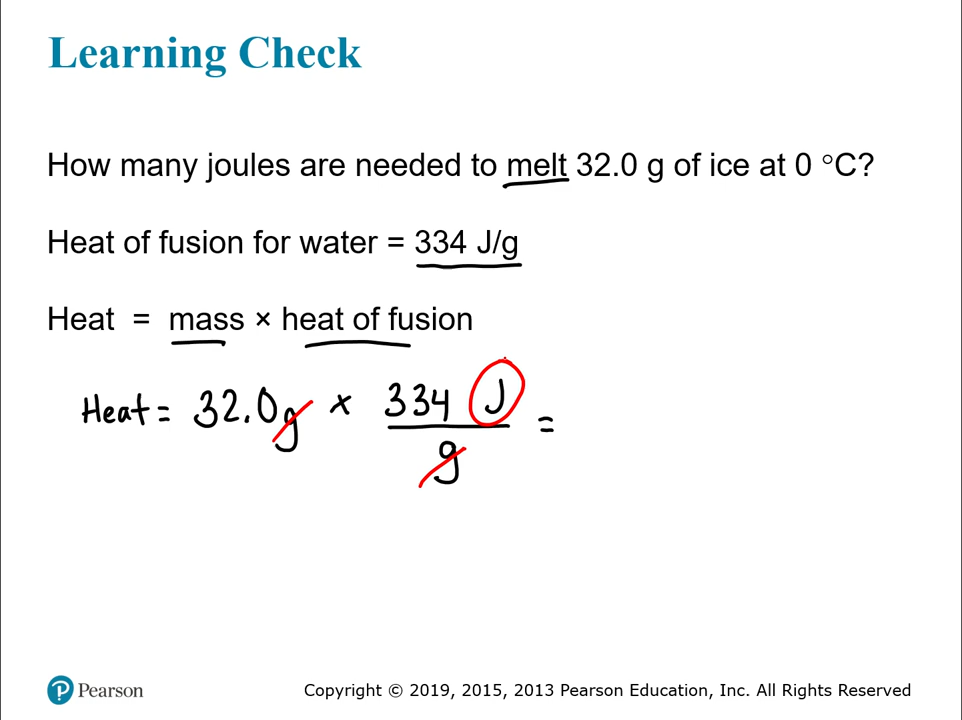 Learning Check
How many joules are needed to melt 32.0 g of ice at 0 °C?
Heat of fusion for water = 334 J/g
Heat = mass × heat of fusion
Heat = 32.0g × 334 J =
g
Pearson
Copyright © 2019, 2015, 2013 Pearson Education, Inc. All Rights Reserved